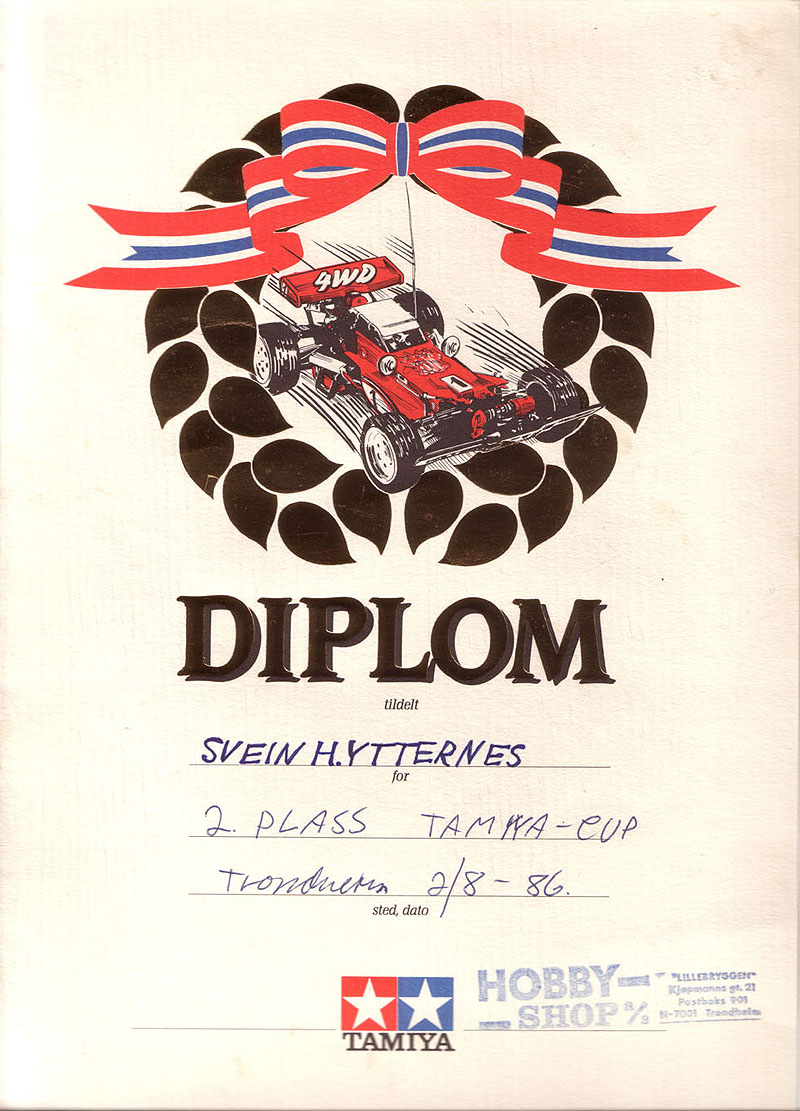 4WD
1
DIPLOM
tildelt
SVEIN H. YTTERNES
for
2. PLASS TAMIYA-CUP
Trondheim 2/8-86.
sted, dato
TAMIYA
HOBBY-
SHOP A/S
"LILLEBRYGGEN"
Kjøpmanns gt. 21
Postboks 901
N-7001 Trondheim